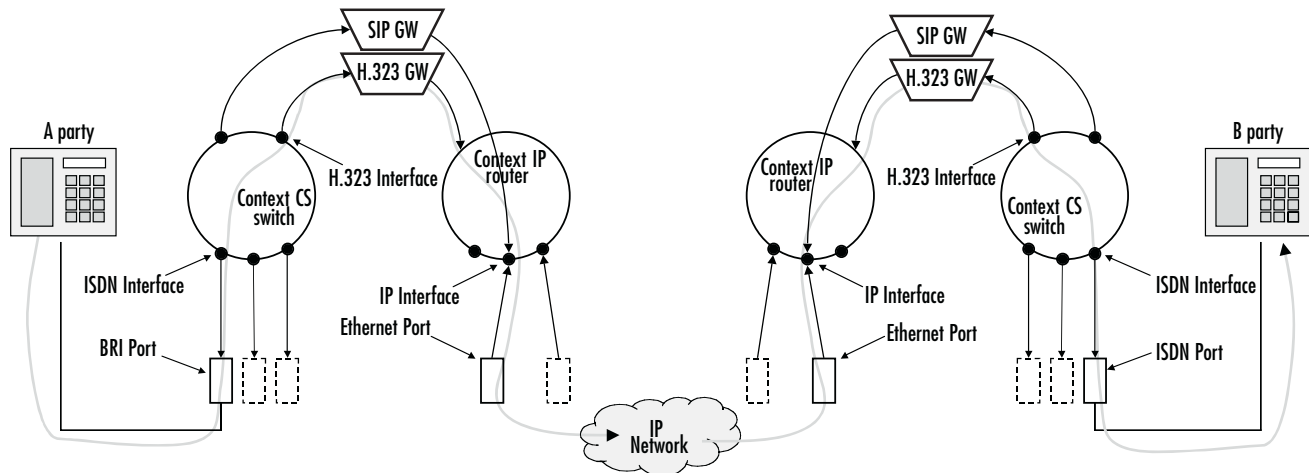 SIP GW
H.323 GW
A party
Context CS
switch
H.323 Interface
Context IP
router
ISDN Interface
IP Interface
BRI Port
Ethernet Port
IP
Network
SIP GW
H.323 GW
B party
Context IP
router
H.323 Interface
Context CS
switch
IP Interface
ISDN Interface
Ethernet Port
ISDN Port